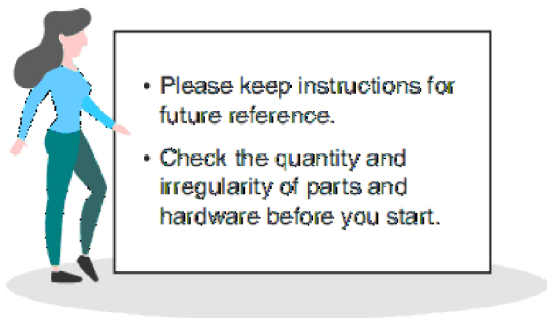 • Please keep instructions for
future reference.
• Check the quantity and
irregularity of parts and
hardware before you start.